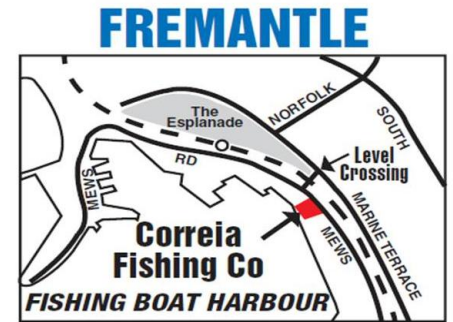 FREMANTLE
The
Esplanade
NORFOLK
SOUTH
Level
Crossing
MEWS
RD
MARINE TERRACE
MEWS
Correia
Fishing Co
FISHING BOAT HARBOUR